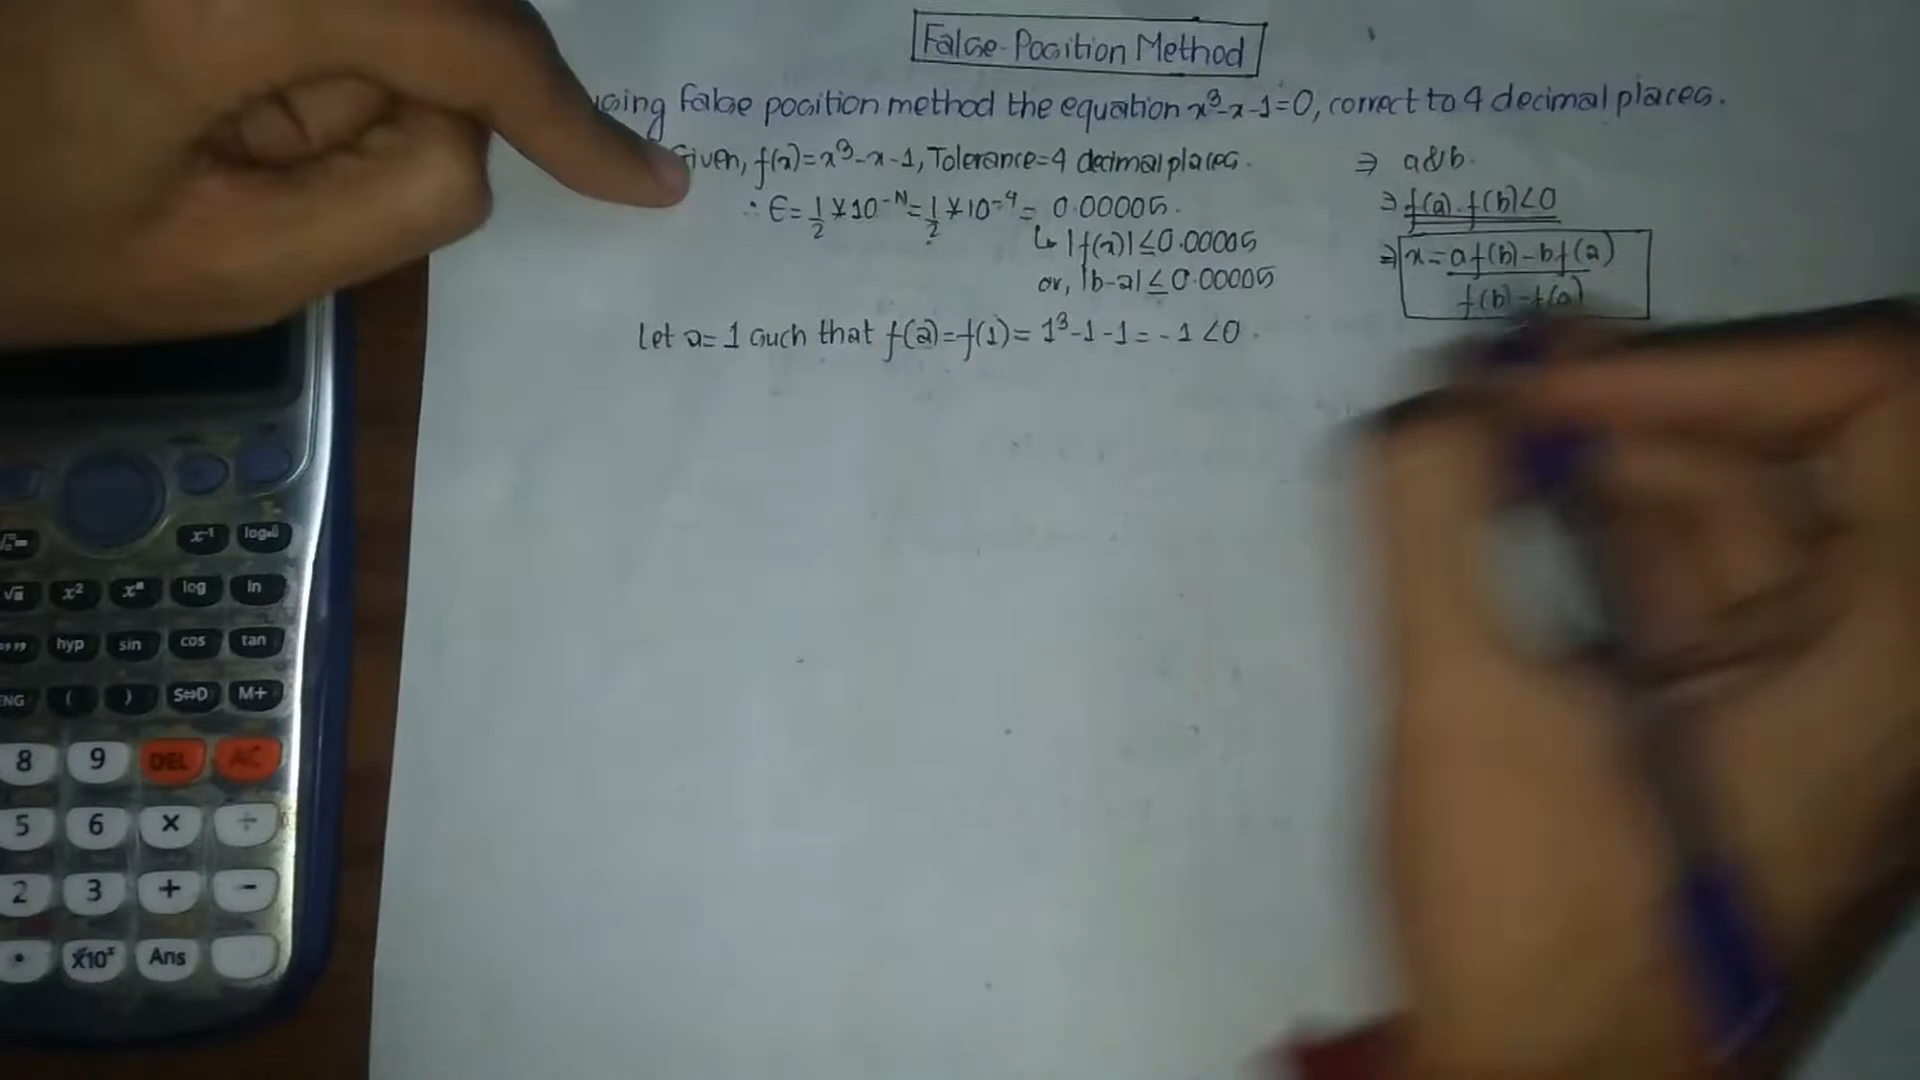 False-Position Method
using false position method the equation x³-x-1=0, correct to 4 decimal places.
Given, f(x)=x³-x-1, Tolerance=4 decimal places.
∴ ϵ=1/2×10⁻ᴺ=1/2×10⁻⁴= 0.00005.
↳ |f(x)|≤0.00005
or, |b-a|≤0.00005
Let a=1 such that f(a)=f(1)= 1³-1-1=-1<0.
⇒ a&b.
⇒ f(a).f(b)<0
⇒ x=af(b)-bf(a)
f(b)-f(a)
x⁻¹
√
x²
xⁿ
log
ln
hyp
sin
cos
tan
ENG
(
)
S⇔D
M+
8
9
DEL
AC
5
6
×
÷
2
3
+
-
•
×10ˣ
Ans